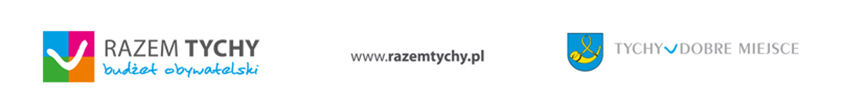 RAZEM TYCHY
budżet obywatelski
www.razemtychy.pl
TYCHY DOBRE MIEJSCE